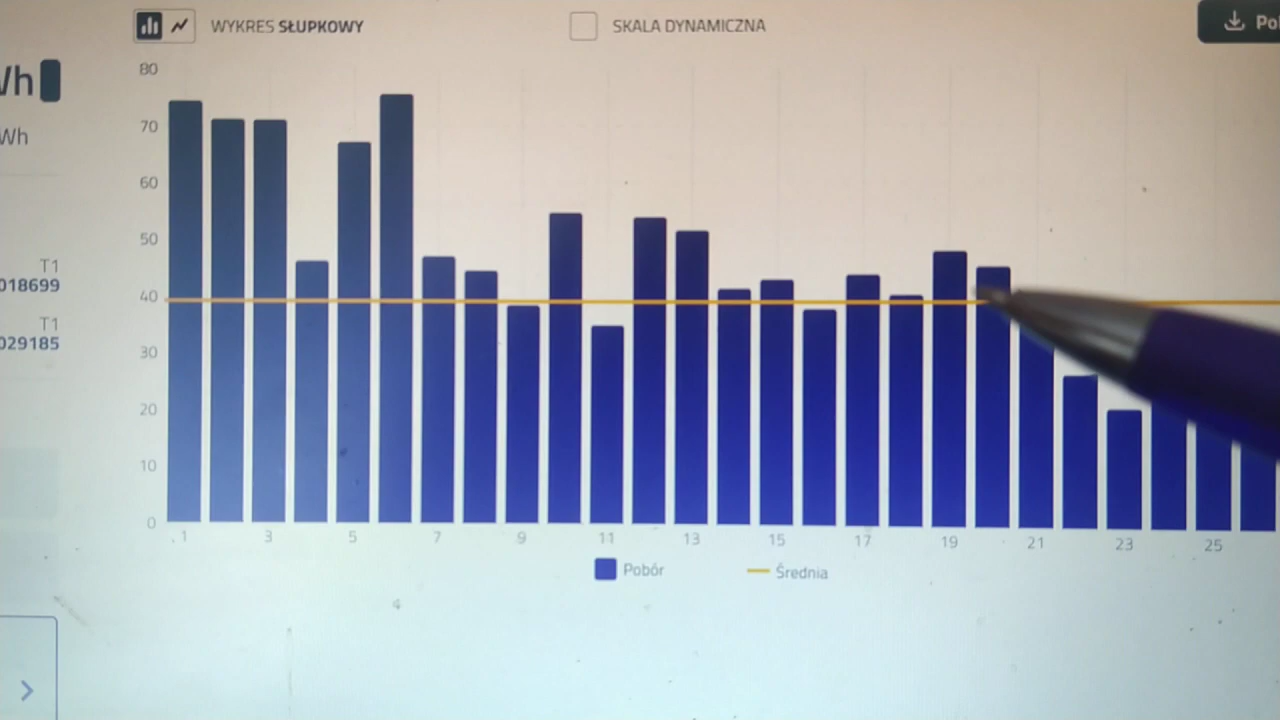 WYKRES SŁUPKOWY
SKALA DYNAMICZNA
Wh
Wh
T1
018699
T1
029185
80
70
60
50
40
30
20
10
0
1 3 5 7 9 11 13 15 17 19 21 23 25
Pobór
Średnia